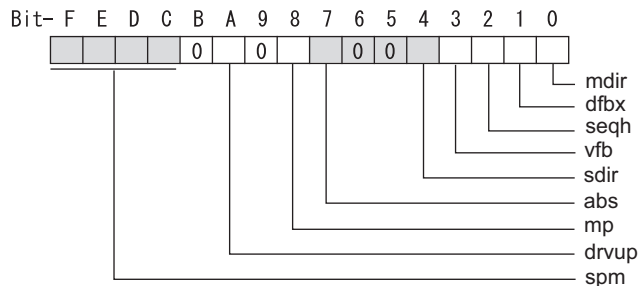 Bit- F E D C B A 9 8 7 6 5 4 3 2 1 0
0 0 0 0
mdir
dfbx
seqh
vfb
sdir
abs
mp
drvup
spm